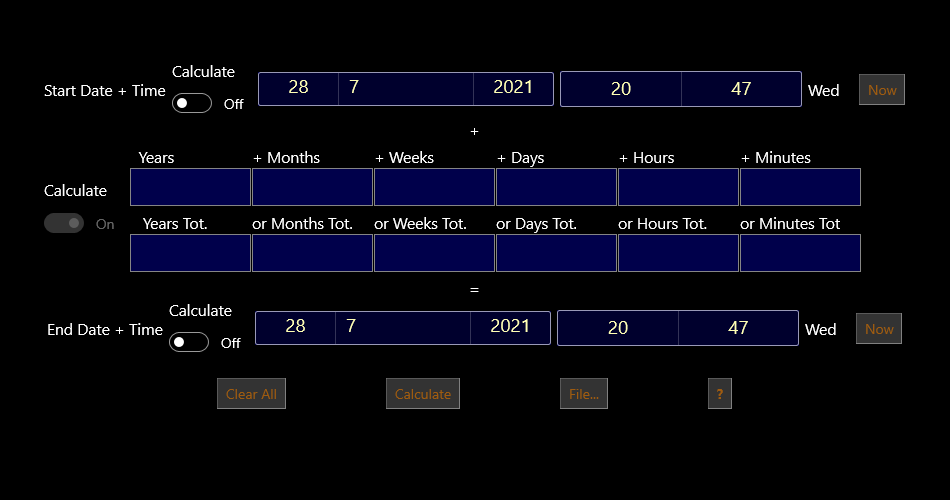 Calculate
Start Date + Time Off 28 7 2021 20 47 Wed Now
+
Years + Months + Weeks + Days + Hours + Minutes
Calculate
On
Years Tot. or Months Tot. or Weeks Tot. or Days Tot. or Hours Tot. or Minutes Tot
=
Calculate
End Date + Time Off 28 7 2021 20 47 Wed Now
Clear All Calculate File... ?